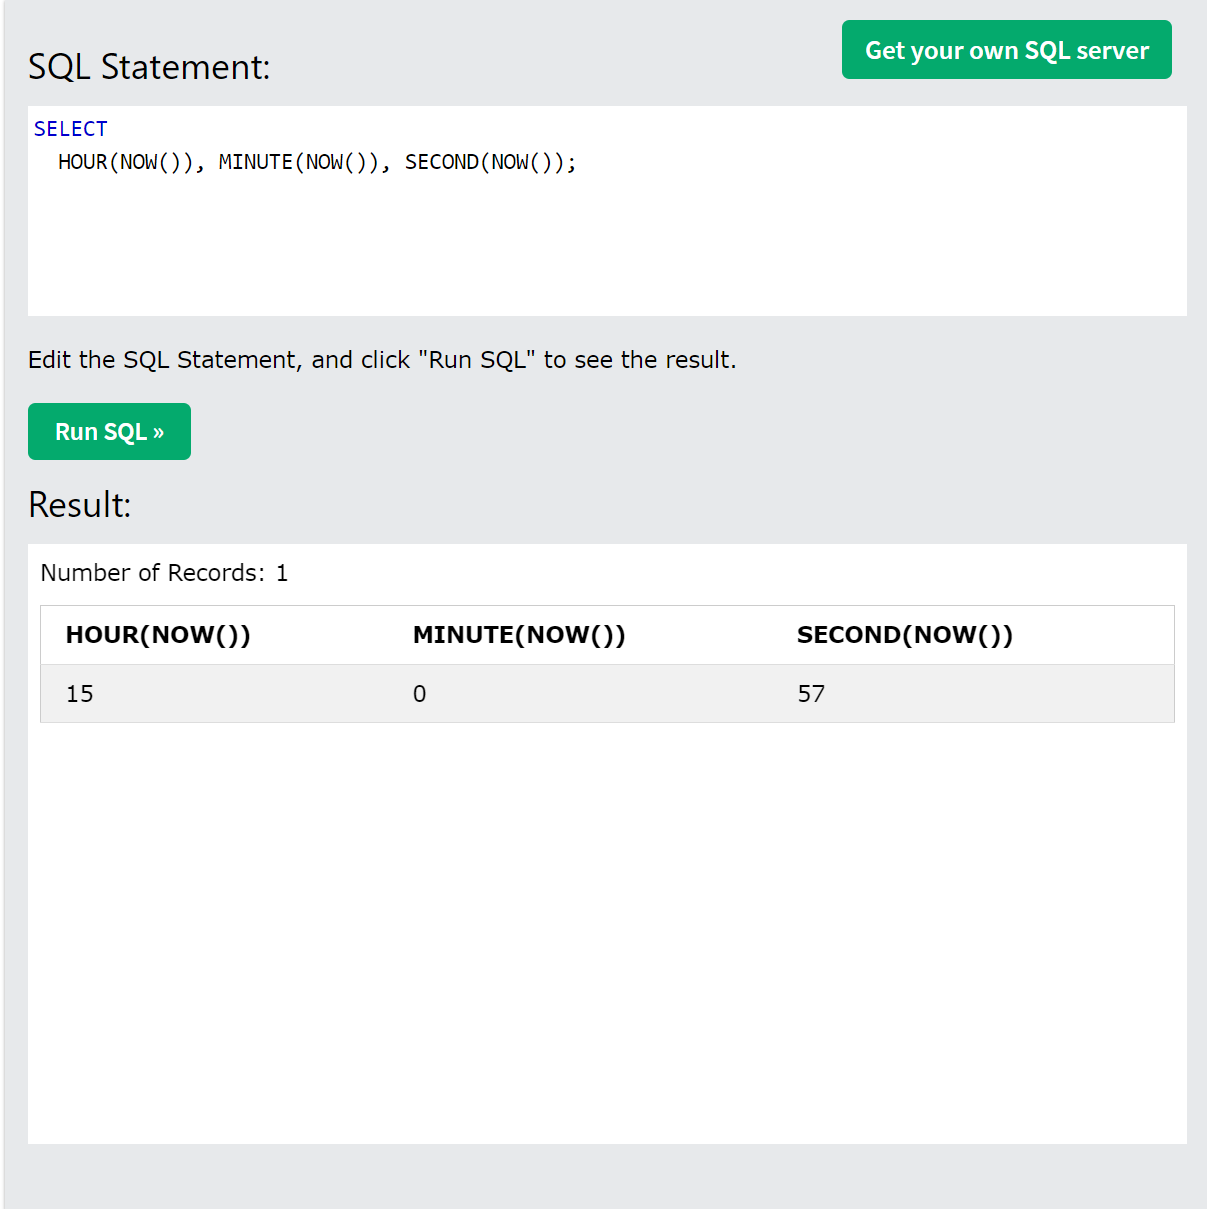 SQL Statement:
Get your own SQL server
SELECT
HOUR(NOW()), MINUTE(NOW()), SECOND(NOW());
Edit the SQL Statement, and click "Run SQL" to see the result.
Run SQL »
Result:
Number of Records: 1
HOUR(NOW()) MINUTE(NOW()) SECOND(NOW())
15 0 57